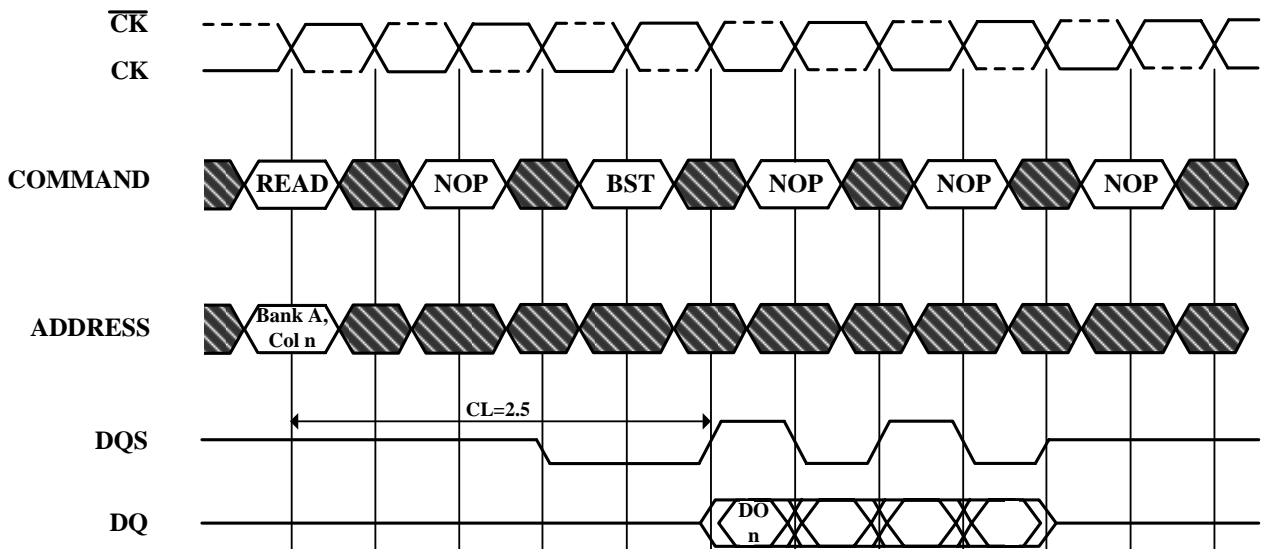 CK
CK
COMMAND
READ
NOP
BST
NOP
NOP
NOP
ADDRESS
Bank A,
Col n
CL=2.5
DQS
DQ
DO
n